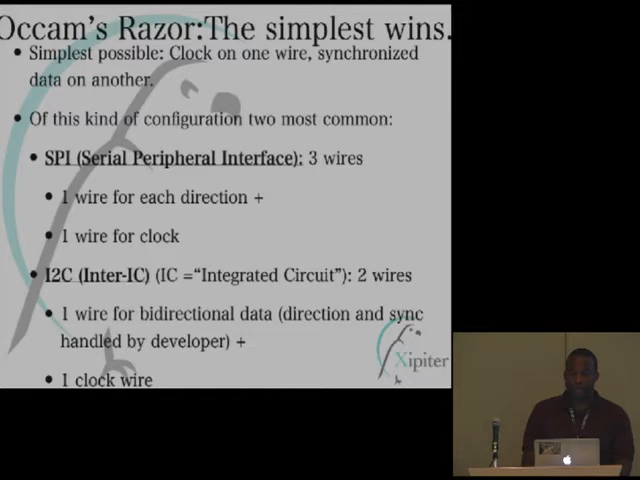 Occam's Razor:The simplest wins.
• Simplest possible: Clock on one wire, synchronized
data on another.
• Of this kind of configuration two most common:
• SPI (Serial Peripheral Interface): 3 wires
• 1 wire for each direction +
• 1 wire for clock
• I2C (Inter-IC) (IC ="Integrated Circuit"): 2 wires
• 1 wire for bidirectional data (direction and sync
handled by developer) +
• 1 clock wire
Xipiter